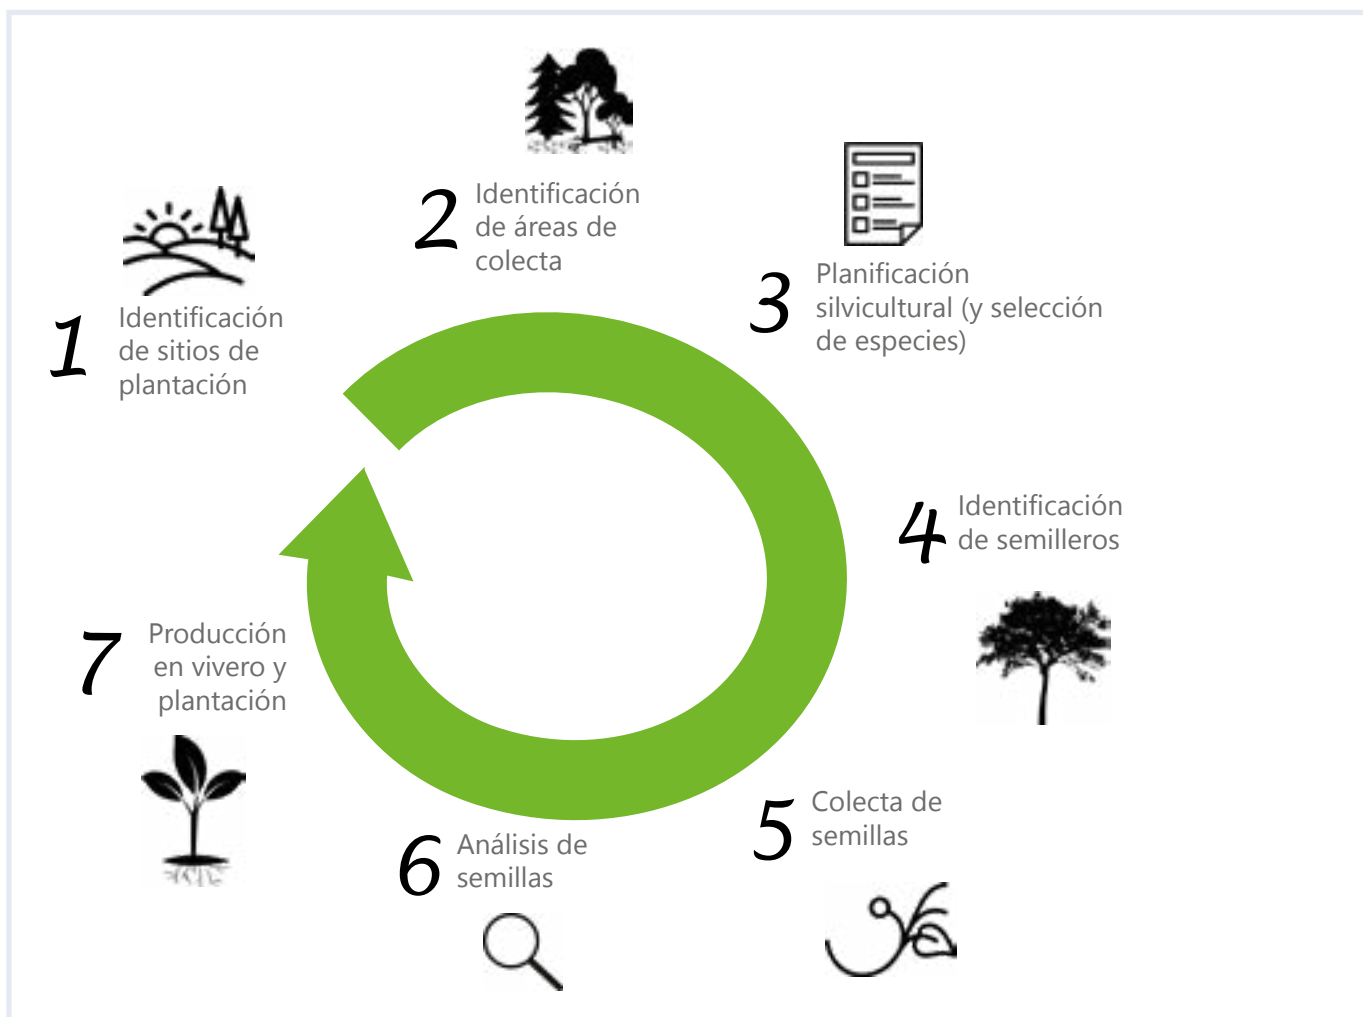 1 Identificación
de sitios de
plantación
2 Identificación
de áreas de
colecta
3 Planificación
silvicultural (y selección
de especies)
4 Identificación
de semilleros
5 Colecta de
semillas
6 Análisis de
semillas
7 Producción
en vivero y
plantación